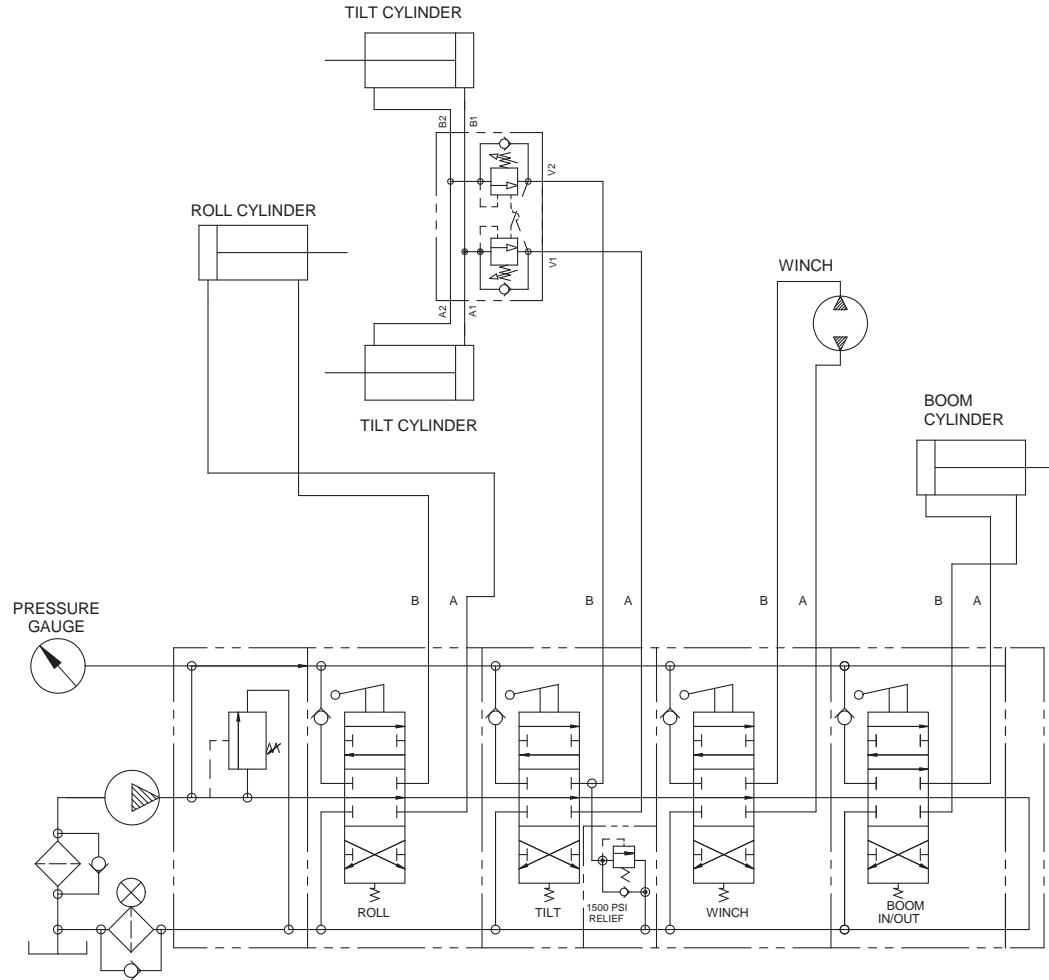 TILT CYLINDER
B2
B1
V2
ROLL CYLINDER
V1
WINCH
A2
A1
BOOM
CYLINDER
TILT CYLINDER
B
A
B
A
B
A
B
A
PRESSURE
GAUGE
ROLL
TILT
1500 PSI
RELIEF
WINCH
BOOM
IN/OUT